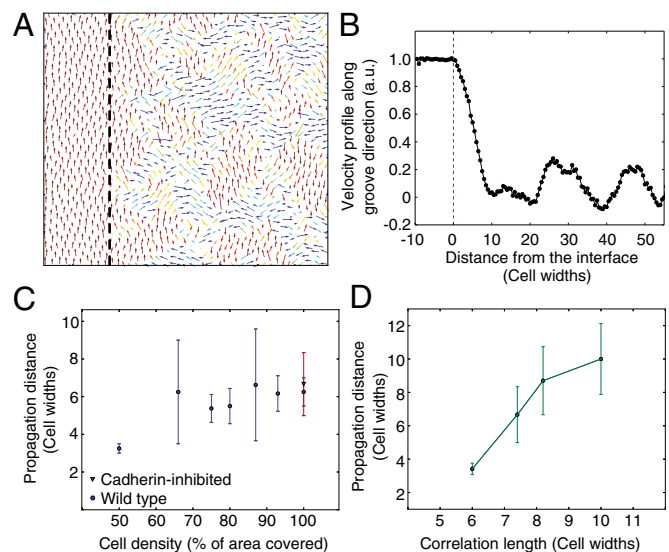 A
B
Velocity profile along
groove direction (a.u.)
1.0
0.8
0.6
0.4
0.2
0
-0.2
-10 0 10 20 30 40 50
Distance from the interface
(Cell widths)
C
Propagation distance
(Cell widths)
10
8
6
4
2
Cadherin-inhibited
Wild type
50 60 70 80 90 100
Cell density (% of area covered)
D
Propagation distance
(Cell widths)
12
10
8
6
4
2
5 6 7 8 9 10 11
Correlation length (Cell widths)